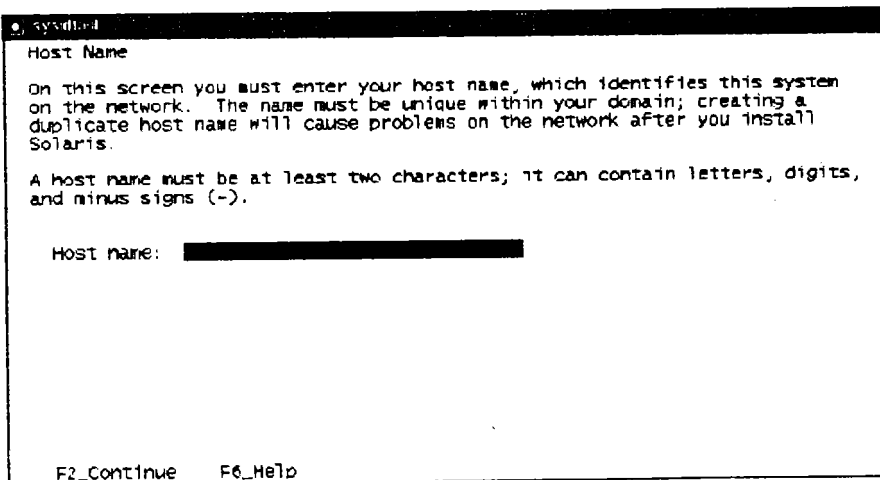 Host Name
On this screen you must enter your host name, which identifies this system
on the network. The name must be unique within your domain; creating a
duplicate host name will cause problems on the network after you install
Solaris.
A host name must be at least two characters; it can contain letters, digits,
and minus signs (-).
Host name:
F2_Continue F6_Help